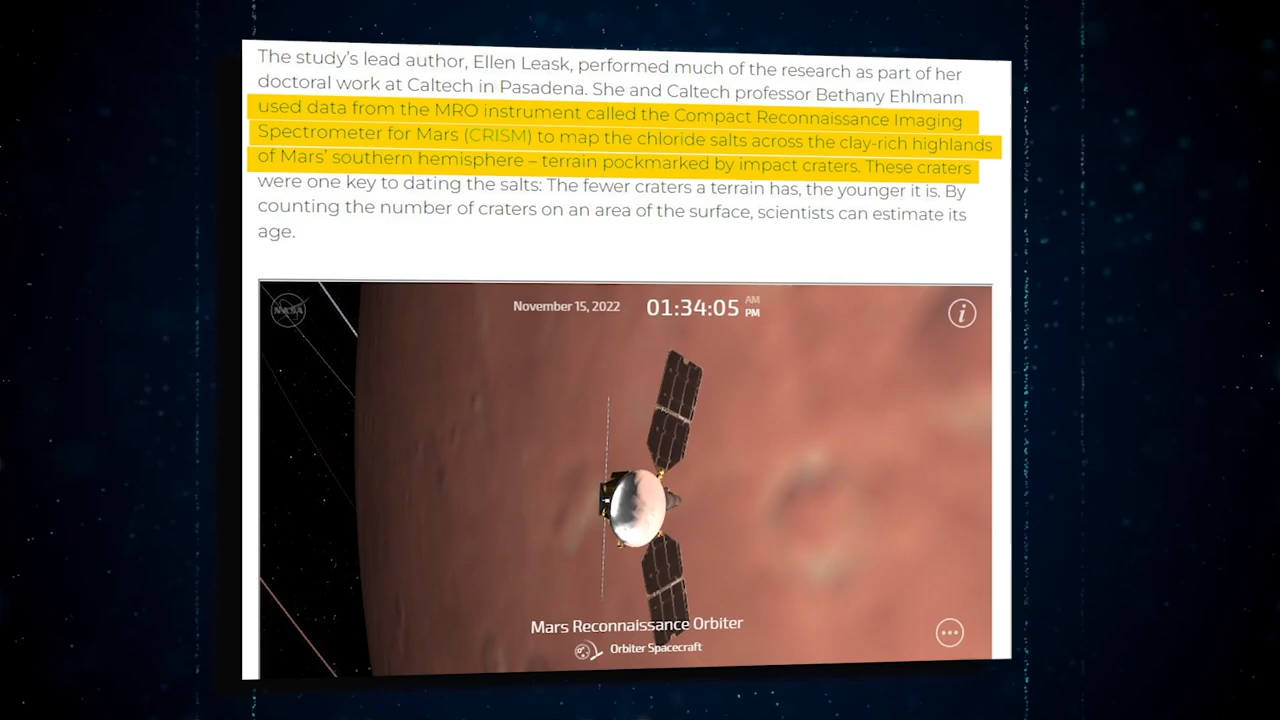 The study's lead author, Ellen Leask, performed much of the research as part of her
doctoral work at Caltech in Pasadena. She and Caltech professor Bethany Ehlmann
used data from the MRO instrument called the Compact Reconnaissance Imaging
Spectrometer for Mars (CRISM) to map the chloride salts across the clay-rich highlands
of Mars' southern hemisphere – terrain pockmarked by impact craters. These craters
were one key to dating the salts: The fewer craters a terrain has, the younger it is. By
counting the number of craters on an area of the surface, scientists can estimate its
age.
NASA
November 15, 2022 01:34:05 AM
PM
i
Mars Reconnaissance Orbiter
Orbiter Spacecraft